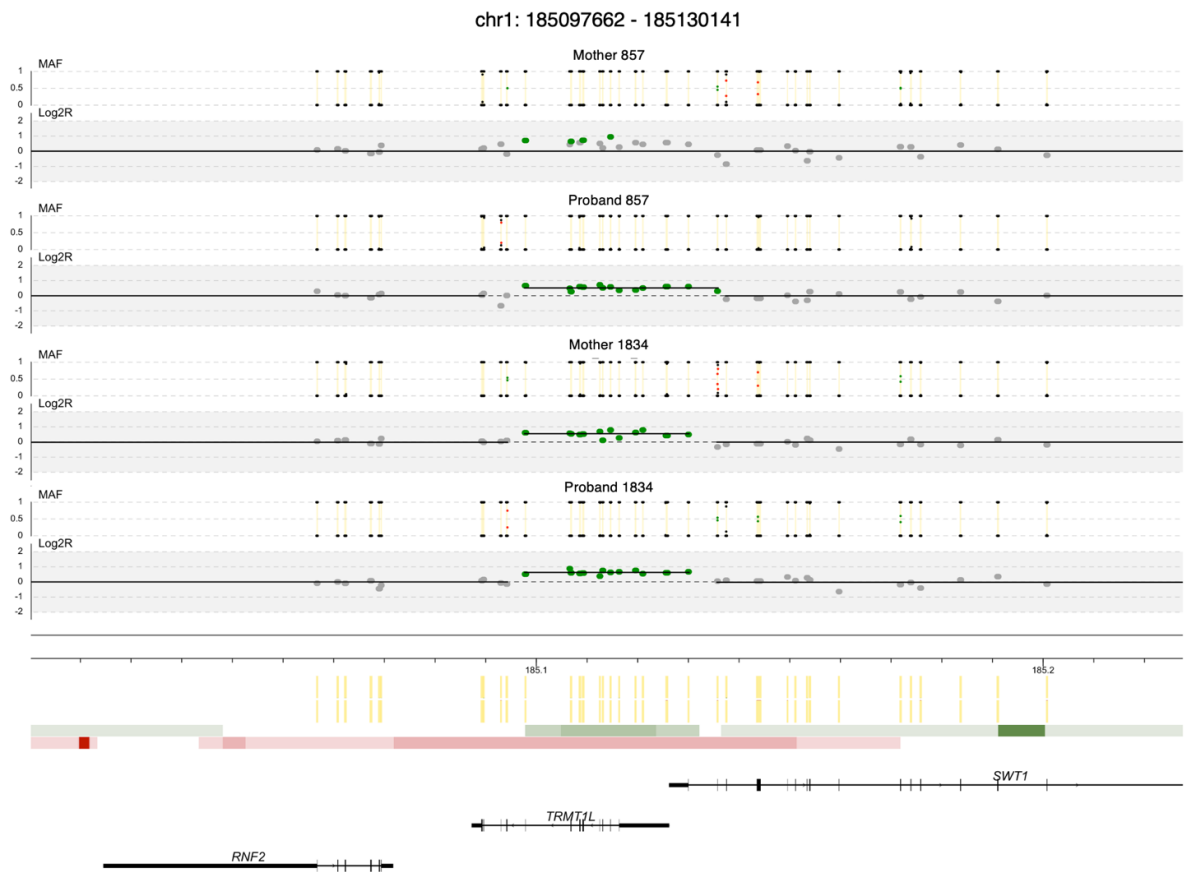 chr1: 185097662 - 185130141
Mother 857
MAF
1
0.5
0
Log2R
2
1
0
-1
-2
Proband 857
MAF
1
0.5
0
Log2R
2
1
0
-1
-2
Mother 1834
MAF
1
0.5
0
Log2R
2
1
0
-1
-2
Proband 1834
MAF
1
0.5
0
Log2R
2
1
0
-1
-2
185.1 185.2
SWT1
TRMT1L
RNF2